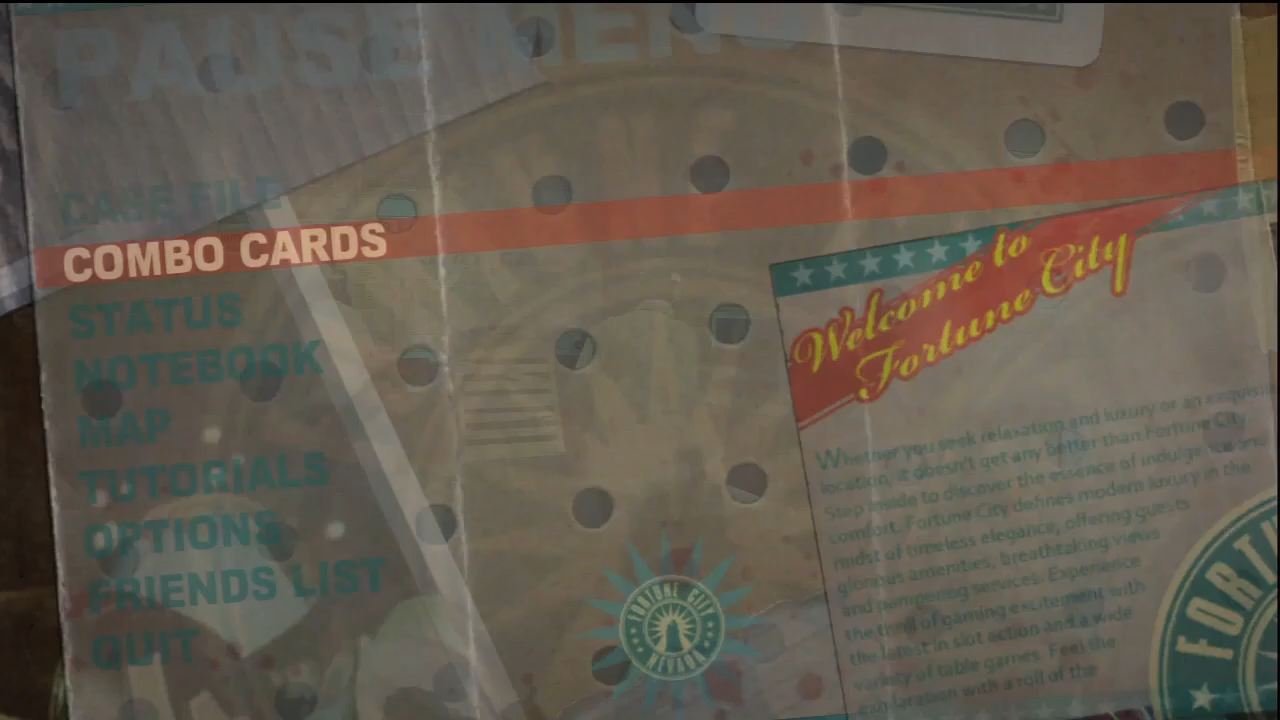 PAUSE MENU
CASE FILE
COMBO CARDS
STATUS
NOTEBOOK
MAP
TUTORIALS
OPTIONS
FRIENDS LIST
QUIT
Welcome to
Fortune City
Whether you seek relaxation and luxury or an exquisite
location, it doesn't get any better than Fortune City.
Step inside to discover the essence of indulgence and
comfort. Fortune City defines modern luxury in the
midst of timeless elegance, offering guests
glorious amenities, breathtaking views
and pampering services. Experience
the thrill of gaming excitement with
the latest in slot action and a wide
variety of table games. Feel the
with a roll of the
FORTUNE CITY
NEVADA
FORTU